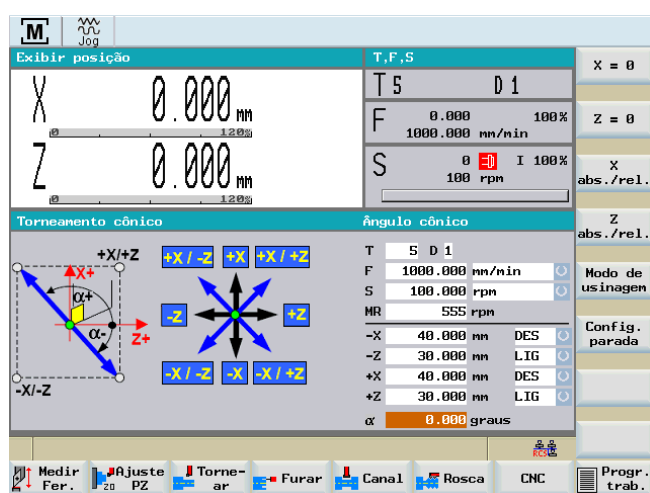 M
Jog
Exibir posição
X 0.000 mm
0 120%
Z 0.000 mm
0 120%
T,F,S
T 5 D 1
F 0.000 100%
1000.000 mm/min
S 0 I 100%
100 rpm
X = 0
Z = 0
X
abs./rel.
Z
abs./rel.
Modo de
usinagem
Config.
parada
Torneamento cônico
+X/+Z
X+
α+
α-
Z+
-X/-Z
+X / -Z +X +X / +Z
-Z +Z
-X / -Z -X -X / +Z
Ângulo cônico
T 5 D 1
F 1000.000 mm/min
S 100.000 rpm
MR 555 rpm
-X 40.000 mm DES
-Z 30.000 mm LIG
+X 40.000 mm DES
+Z 30.000 mm LIG
α 0.000 graus
RCS
Medir
Fer.
Z0
Ajuste
PZ
Torne-
ar
Furar
Canal
Rosca
CNC
Progr.
trab.